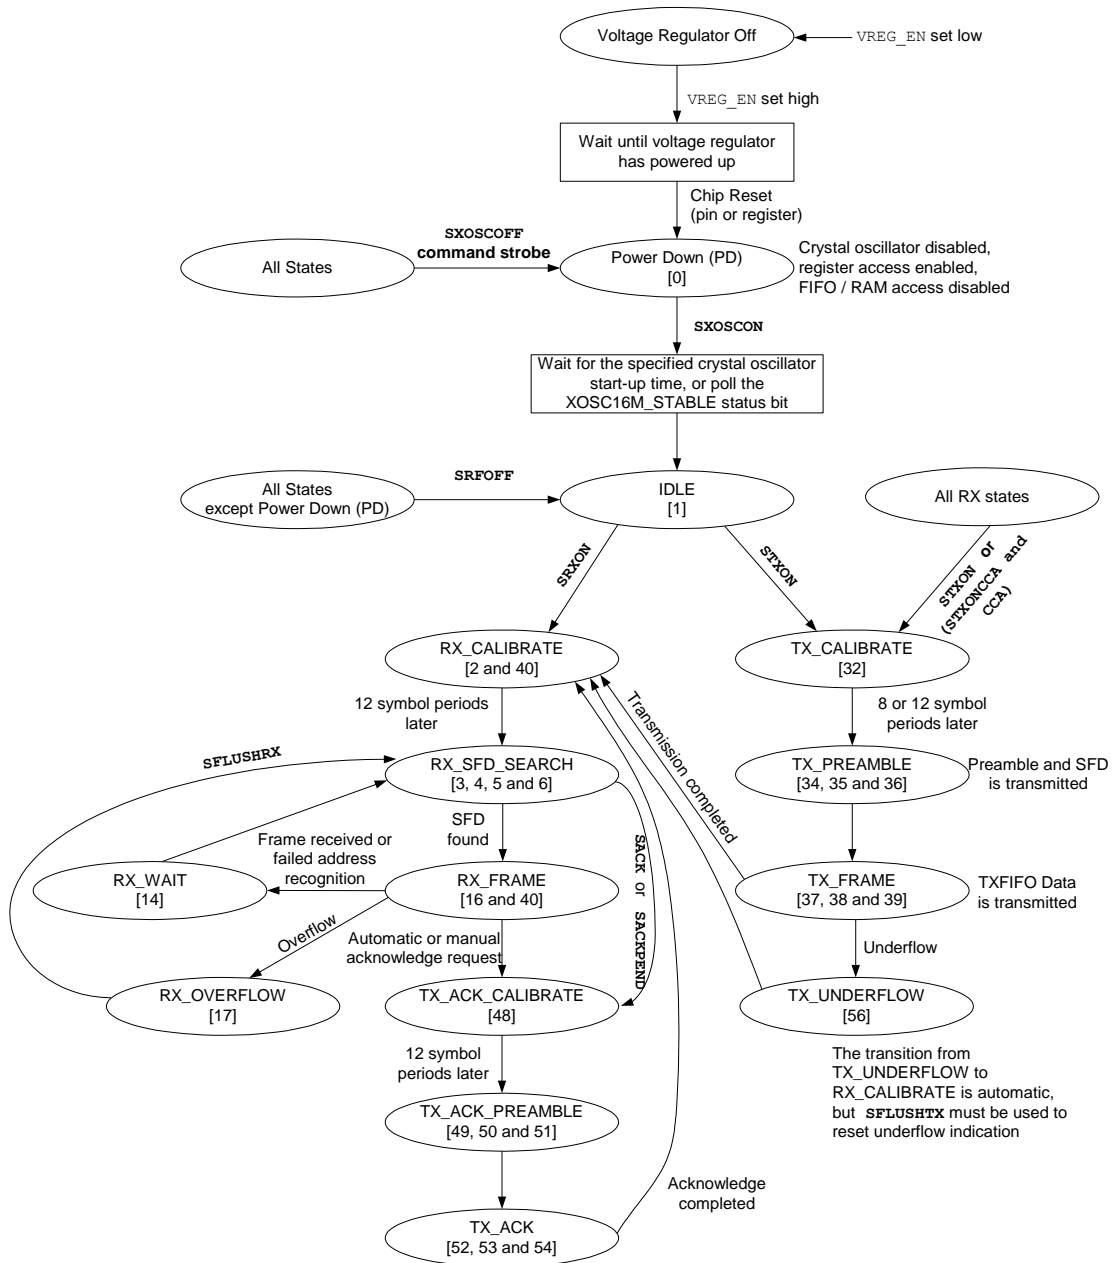 Voltage Regulator Off
VREG_EN set low
VREG_EN set high
Wait until voltage regulator
has powered up
Chip Reset
(pin or register)
SXOSCOFF
command strobe
All States
Power Down (PD)
[0]
Crystal oscillator disabled,
register access enabled,
FIFO / RAM access disabled
SXOSCON
Wait for the specified crystal oscillator
start-up time, or poll the
XOSC16M_STABLE status bit
All States
except Power Down (PD)
SRFOFF
IDLE
[1]
All RX states
SRXON
STXON
STXON or
(STXONCCA and
CCA)
RX_CALIBRATE
[2 and 40]
TX_CALIBRATE
[32]
12 symbol periods
later
8 or 12 symbol
periods later
Transmission completed
SFLUSHRX
RX_SFD_SEARCH
[3, 4, 5 and 6]
TX_PREAMBLE
[34, 35 and 36]
Preamble and SFD
is transmitted
SFD
found
Frame received or
failed address
recognition
SACK or SACKPEND
RX_WAIT
[14]
RX_FRAME
[16 and 40]
TX_FRAME
[37, 38 and 39]
TXFIFO Data
is transmitted
Overflow
Automatic or manual
acknowledge request
Underflow
RX_OVERFLOW
[17]
TX_ACK_CALIBRATE
[48]
TX_UNDERFLOW
[56]
12 symbol
periods later
The transition from
TX_UNDERFLOW to
RX_CALIBRATE is automatic,
but SFLUSHTX must be used to
reset underflow indication
TX_ACK_PREAMBLE
[49, 50 and 51]
Acknowledge
completed
TX_ACK
[52, 53 and 54]